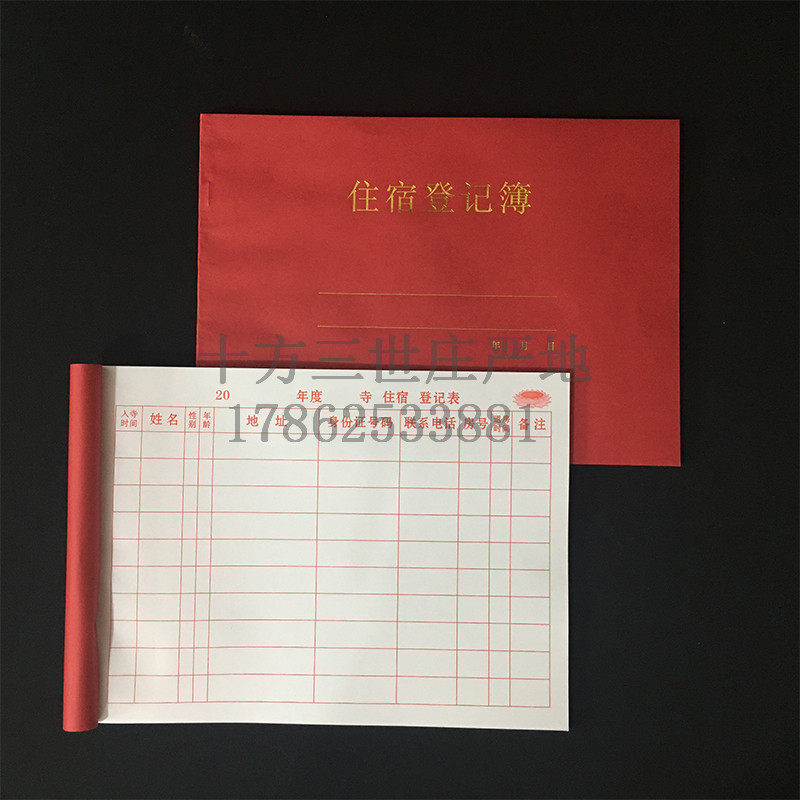 住宿登记簿
年 月 日
十方三世庄严地
20 年度 寺 住宿 登记表
17862533881
入寺时间 姓名 性别 年龄 地址 身份证号码 联系电话 房号 时间 备注